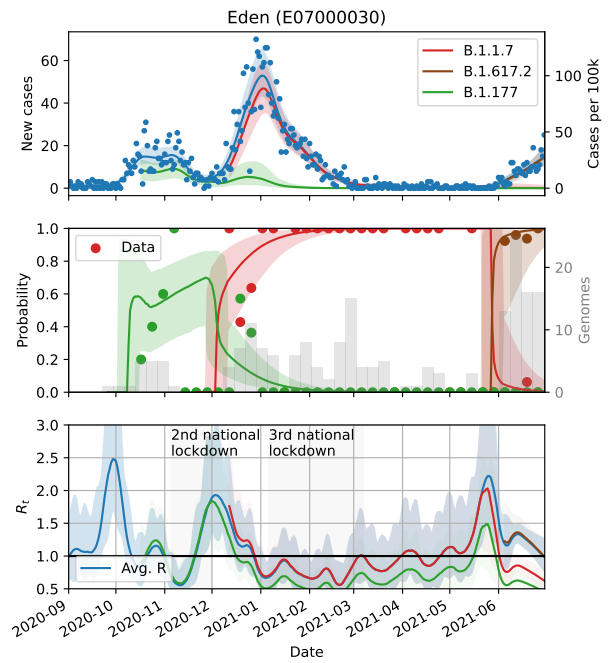 Eden (E07000030)
New cases
60
40
20
0
B.1.1.7
B.1.617.2
B.1.177
100
50
0
Cases per 100k
Probability
1.0
0.8
0.6
0.4
0.2
0.0
Data
20
10
0
Genomes
R_t
3.0
2.5
2.0
1.5
1.0
0.5
2nd national
lockdown
3rd national
lockdown
Avg. R
2020-09
2020-10
2020-11
2020-12
2021-01
2021-02
2021-03
2021-04
2021-05
2021-06
Date